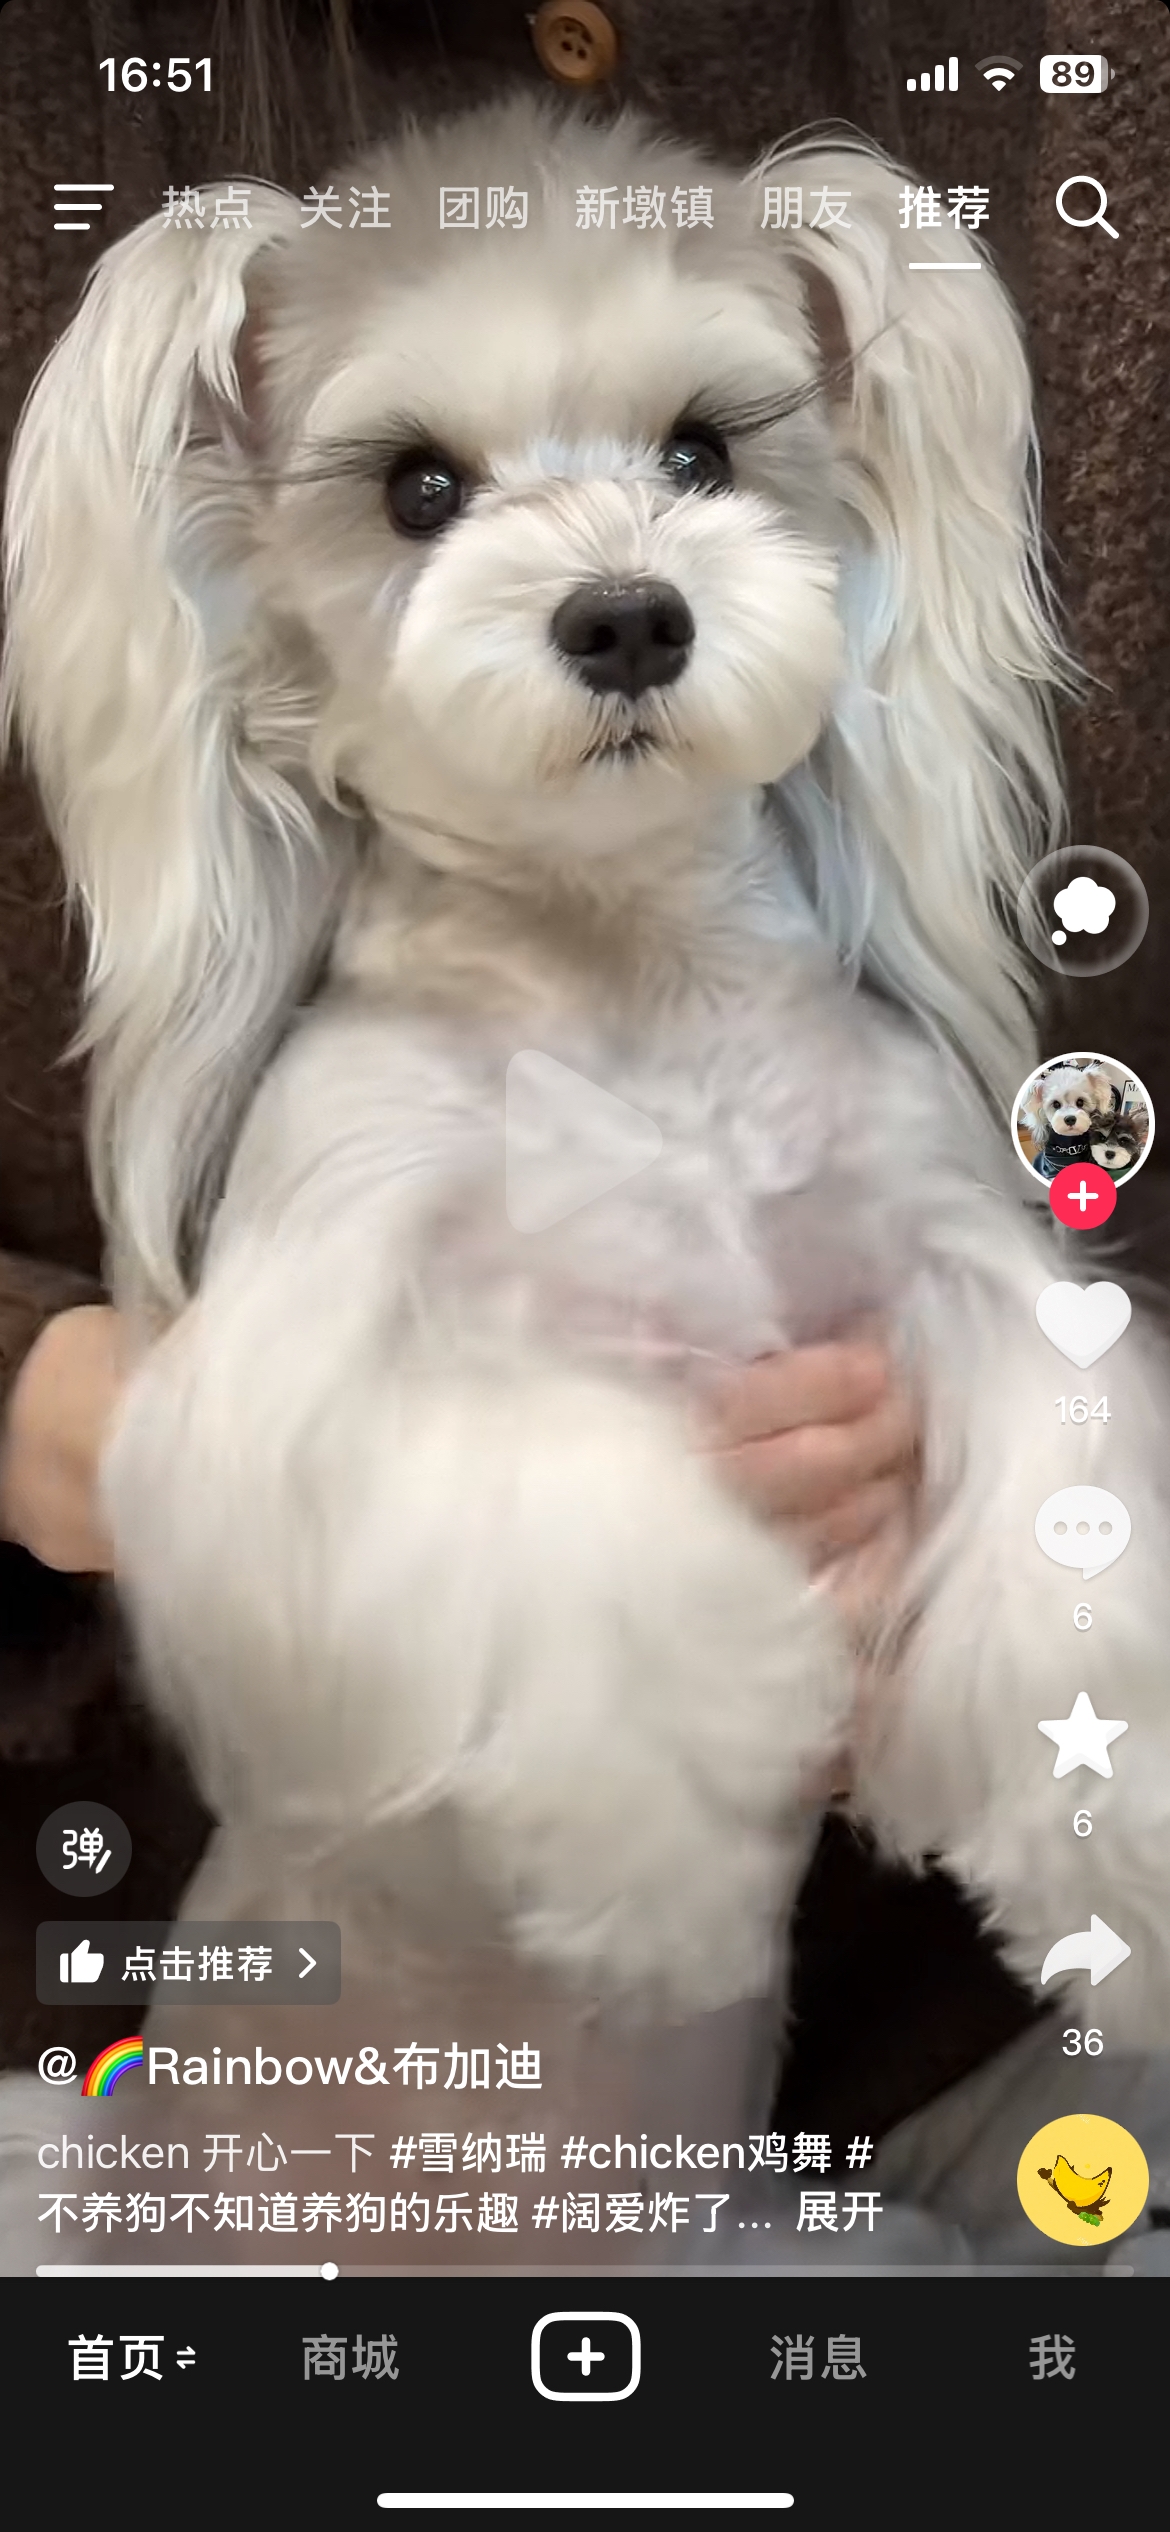 16:51
89
热点 关注 团购 新墩镇 朋友 推荐
164
6
6
弹
点击推荐
36
@🌈Rainbow&布加迪
chicken 开心一下 #雪纳瑞 #chicken鸡舞 #
不养狗不知道养狗的乐趣 #阔爱炸了... 展开
首页 商城 消息 我